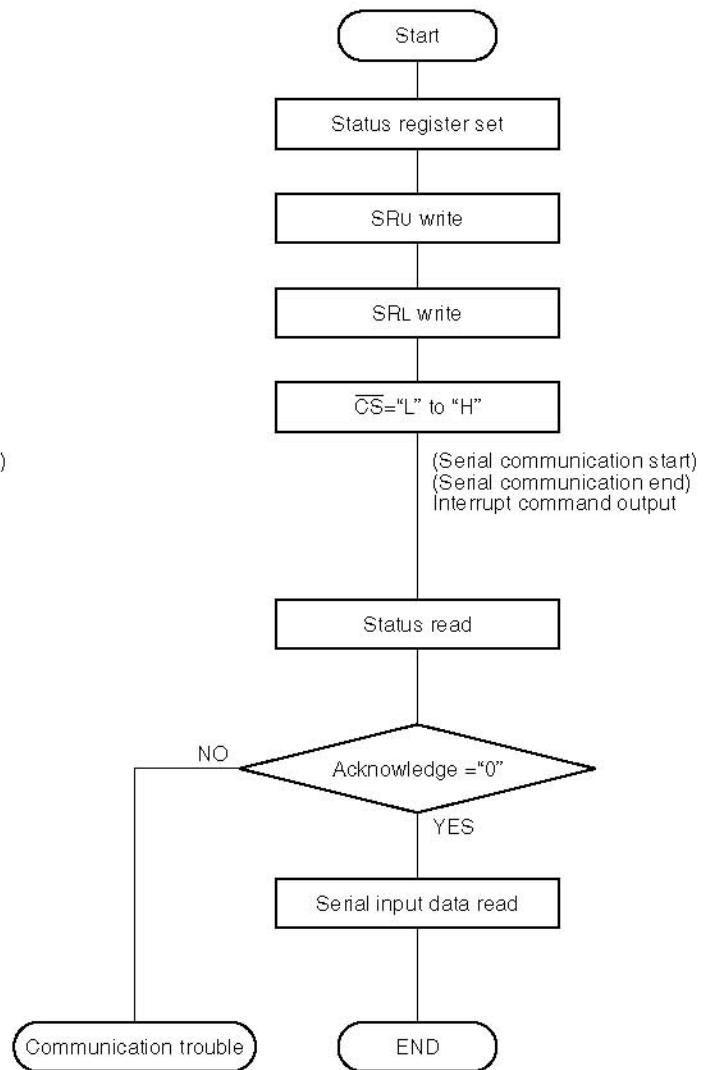 Start
Status register set
SRU write
SRL write
C̅S̅=“L” to “H”
)
(Serial communication start)
(Serial communication end)
Interrupt command output
Status read
NO
Acknowledge =“0”
YES
Serial input data read
Communication trouble
END